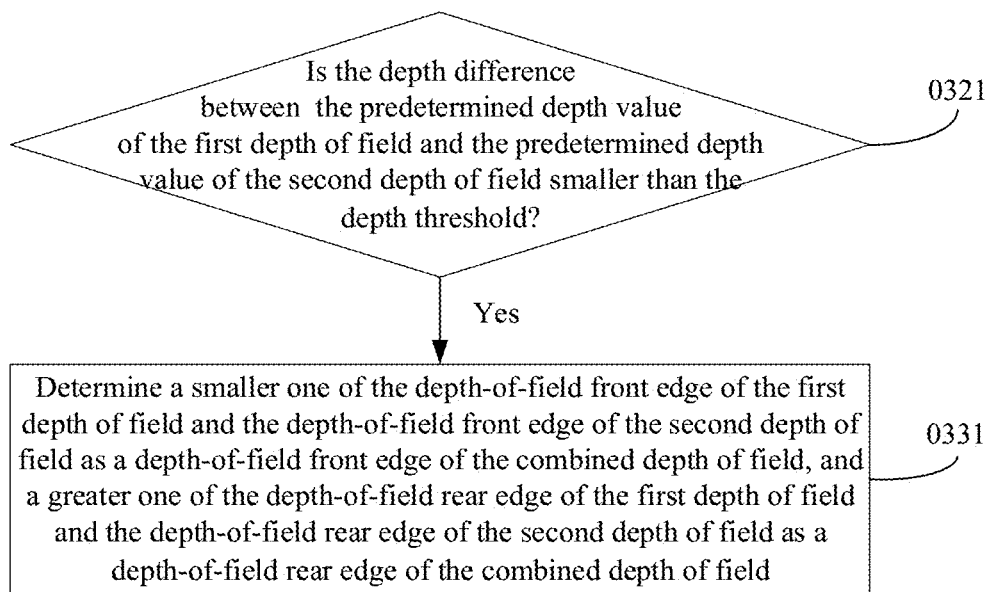 Is the depth difference
between the predetermined depth value
of the first depth of field and the predetermined depth
value of the second depth of field smaller than the
depth threshold?
0321
Yes
Determine a smaller one of the depth-of-field front edge of the first
depth of field and the depth-of-field front edge of the second depth of
field as a depth-of-field front edge of the combined depth of field, and
a greater one of the depth-of-field rear edge of the first depth of field
and the depth-of-field rear edge of the second depth of field as a
depth-of-field rear edge of the combined depth of field
0331